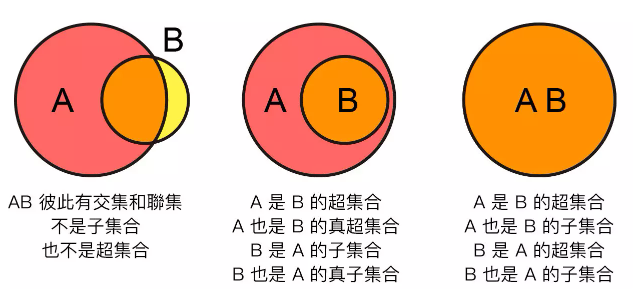 A
B
AB 彼此有交集和聯集
不是子集合
也不是超集合
A
B
A 是 B 的超集合
A 也是 B 的真超集合
B 是 A 的子集合
B 也是 A 的真子集合
A B
A 是 B 的超集合
A 也是 B 的子集合
B 是 A 的超集合
B 也是 A 的子集合